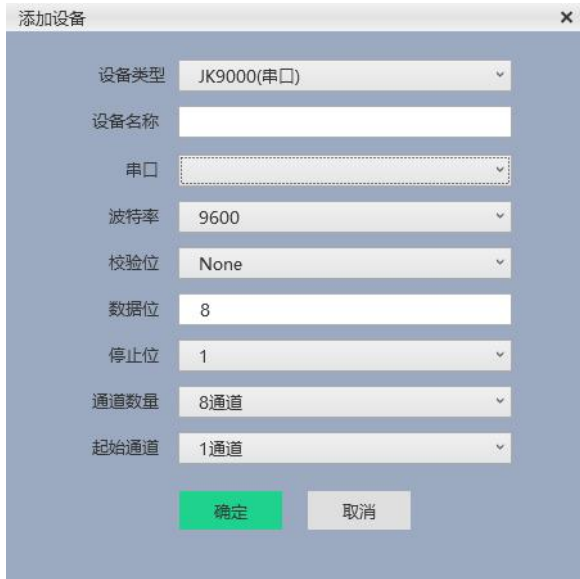 添加设备 ×
设备类型 JK9000(串口)
设备名称
串口
波特率 9600
校验位 None
数据位 8
停止位 1
通道数量 8通道
起始通道 1通道
确定 取消